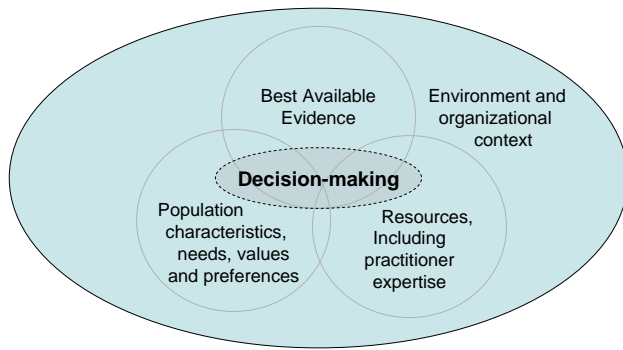 Best Available
Evidence
Environment and
organizational
context
Decision-making
Population
characteristics,
needs, values
and preferences
Resources,
Including
practitioner
expertise